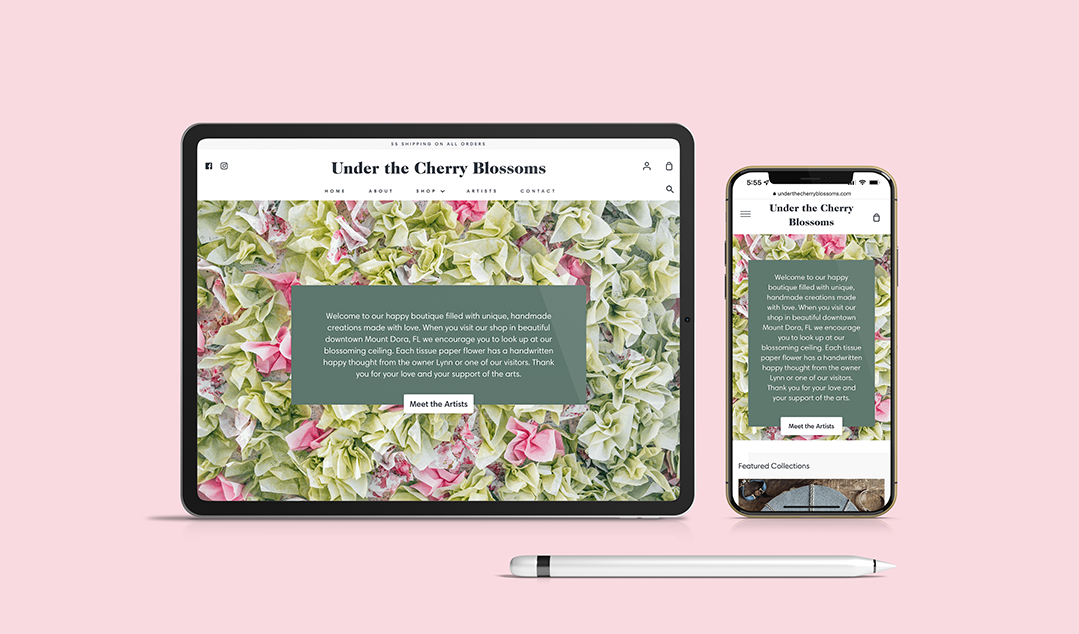 $5 SHIPPING ON ALL ORDERS
Under the Cherry Blossoms
HOME ABOUT SHOP ARTISTS CONTACT
Welcome to our happy boutique filled with unique, handmade
creations made with love. When you visit our shop in beautiful
downtown Mount Dora, FL we encourage you to look up at our
blossoming ceiling. Each tissue paper flower has a handwritten
happy thought from the owner Lynn or one of our visitors. Thank
you for your love and your support of the arts.
Meet the Artists
5:55
underthecherryblossoms.com
Under the Cherry
Blossoms
Welcome to our happy
boutique filled with unique,
handmade creations made
with love. When you visit our
shop in beautiful downtown
Mount Dora, FL we encourage
you to look up at our
blossoming ceiling. Each tissue
paper flower has a handwritten
happy thought from the owner
Lynn or one of our visitors.
Thank you for your love and
your support of the arts.
Meet the Artists
Featured Collections